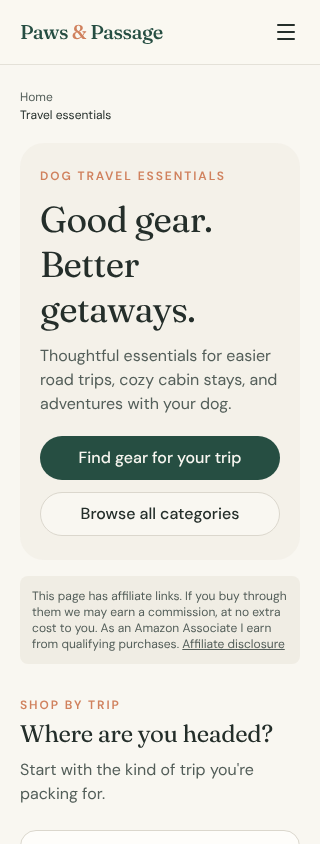 Paws & Passage
Home
Travel essentials
DOG TRAVEL ESSENTIALS
Good gear.
Better
getaways.
Thoughtful essentials for easier
road trips, cozy cabin stays, and
adventures with your dog.
Find gear for your trip
Browse all categories
This page has affiliate links. If you buy through
them we may earn a commission, at no extra
cost to you. As an Amazon Associate I earn
from qualifying purchases. Affiliate disclosure
SHOP BY TRIP
Where are you headed?
Start with the kind of trip you're
packing for.